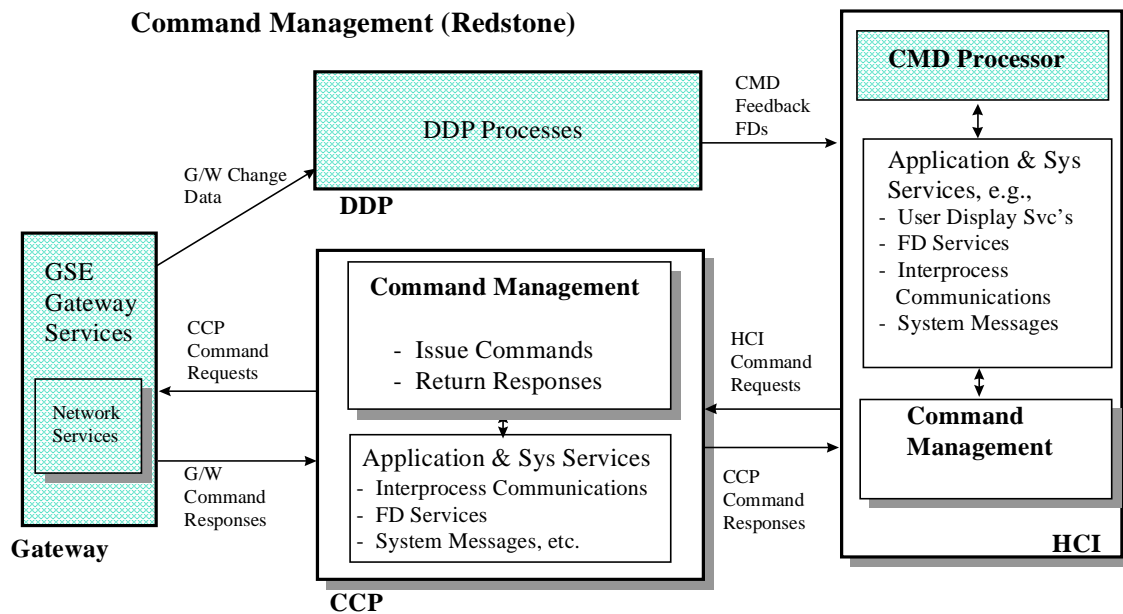 Command Management (Redstone)
CMD Processor
CMD
Feedback
FDs
DDP Processes
G/W Change
Data
DDP
Application & Sys
Services, e.g.,
- User Display Svc's
- FD Services
- Interprocess
Communications
- System Messages
GSE
Gateway
Services
Network
Services
Gateway
CCP
Command
Requests
G/W
Command
Responses
Command Management
- Issue Commands
- Return Responses
Application & Sys Services
- Interprocess Communications
- FD Services
- System Messages, etc.
CCP
HCI
Command
Requests
CCP
Command
Responses
Command
Management
HCI